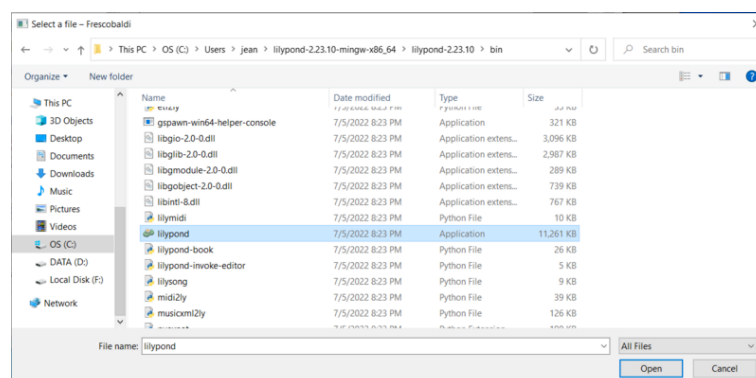 Select a file – Frescobaldi
This PC > OS (C:) > Users > jean > lilypond-2.23.10-mingw-x86_64 > lilypond-2.23.10 > bin
Search bin
Organize
New folder
This PC
3D Objects
Desktop
Documents
Downloads
Music
Pictures
Videos
OS (C:)
DATA (D:)
Local Disk (F:)
Network
Name Date modified Type Size
etf2ly 7/5/2022 8:23 PM Python File
gspawn-win64-helper-console 7/5/2022 8:23 PM Application 321 KB
libgio-2.0-0.dll 7/5/2022 8:23 PM Application extens... 3,096 KB
libglib-2.0-0.dll 7/5/2022 8:23 PM Application extens... 2,987 KB
libgmodule-2.0-0.dll 7/5/2022 8:23 PM Application extens... 289 KB
libgobject-2.0-0.dll 7/5/2022 8:23 PM Application extens... 739 KB
libintl-8.dll 7/5/2022 8:23 PM Application extens... 767 KB
lilymidi 7/5/2022 8:23 PM Python File 10 KB
lilypond 7/5/2022 8:23 PM Application 11,261 KB
lilypond-book 7/5/2022 8:23 PM Python File 26 KB
lilypond-invoke-editor 7/5/2022 8:23 PM Python File 5 KB
lilysong 7/5/2022 8:23 PM Python File 9 KB
midi2ly 7/5/2022 8:23 PM Python File 39 KB
musicxml2ly 7/5/2022 8:23 PM Python File 126 KB
File name: lilypond
All Files
Open
Cancel